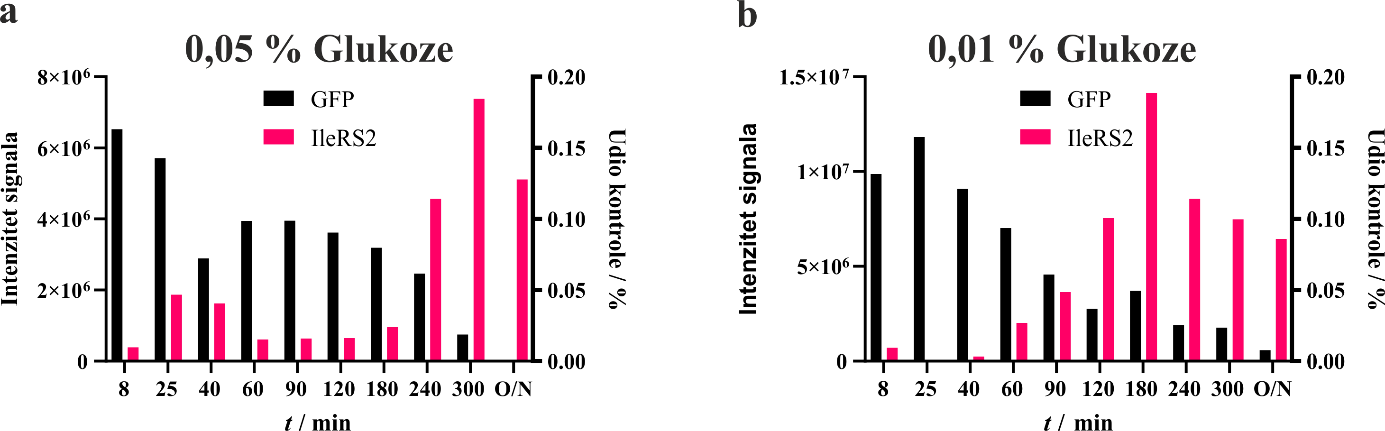 a
0,05 % Glukoze
8×10⁶
6×10⁶
4×10⁶
2×10⁶
0
Intenzitet signala
GFP
IleRS2
0.20
0.15
0.10
0.05
0.00
Udio kontrole / %
8 25 40 60 90 120 180 240 300 O/N
t / min
b
0,01 % Glukoze
1.5×10⁷
1×10⁷
5×10⁶
0
Intenzitet signala
GFP
IleRS2
0.20
0.15
0.10
0.05
0.00
Udio kontrole / %
8 25 40 60 90 120 180 240 300 O/N
t / min